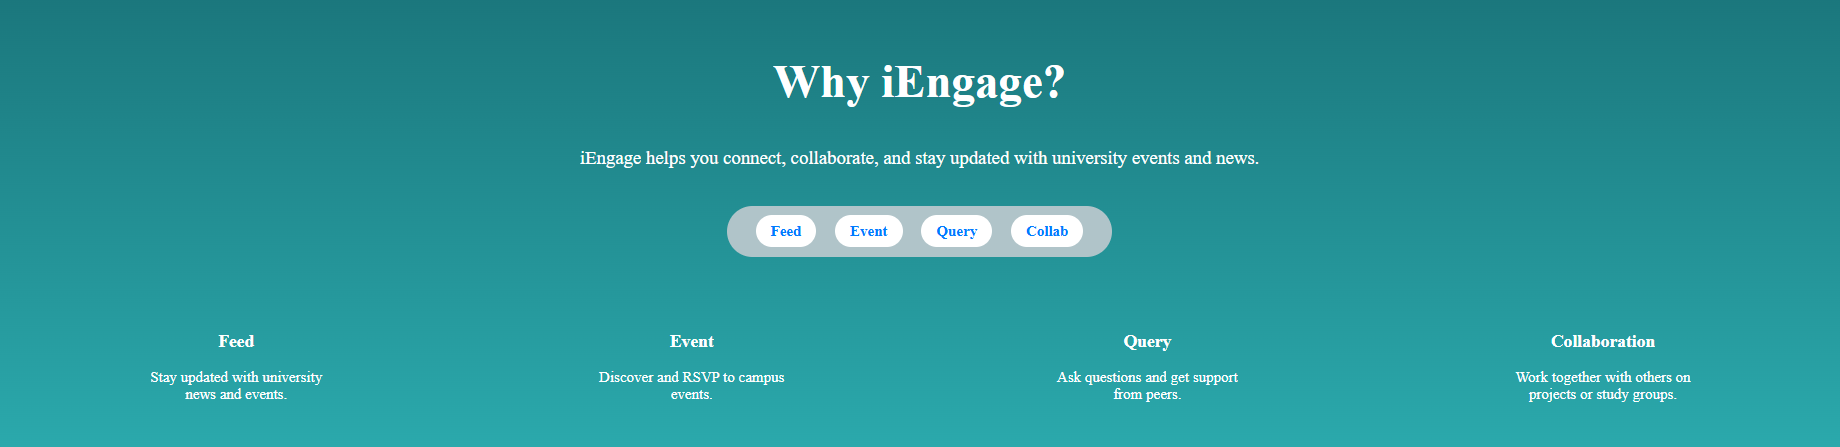 Why iEngage?
iEngage helps you connect, collaborate, and stay updated with university events and news.
Feed Event Query Collab
Feed
Stay updated with university
news and events.
Event
Discover and RSVP to campus
events.
Query
Ask questions and get support
from peers.
Collaboration
Work together with others on
projects or study groups.